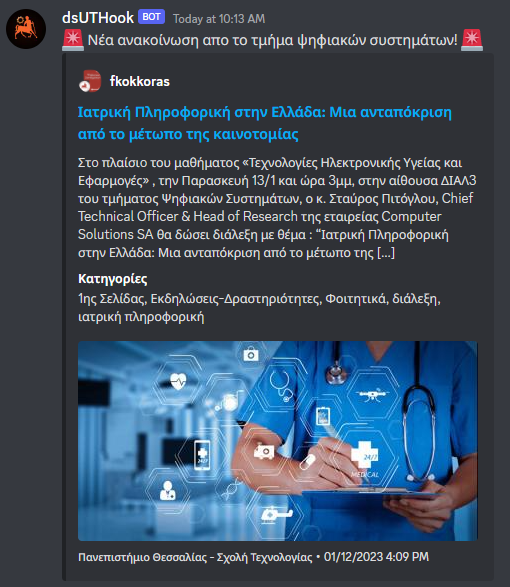 dsUTHook BOT Today at 10:13 AM
🚨 Νέα ανακοίνωση απο το τμήμα ψηφιακών συστημάτων! 🚨
fkokkoras
Ιατρική Πληροφορική στην Ελλάδα: Μια ανταπόκριση
από το μέτωπο της καινοτομίας
Στο πλαίσιο του μαθήματος «Τεχνολογίες Ηλεκτρονικής Υγείας και
Εφαρμογές» , την Παρασκευή 13/1 και ώρα 3μμ, στην αίθουσα ΔΙΑΛ3
του τμήματος Ψηφιακών Συστημάτων, ο κ. Σταύρος Πιτόγλου, Chief
Technical Officer & Head of Research της εταιρείας Computer
Solutions SA θα δώσει διάλεξη με θέμα : “Ιατρική Πληροφορική
στην Ελλάδα: Μια ανταπόκριση από το μέτωπο της [...]
Κατηγορίες
1ης Σελίδας, Εκδηλώσεις-Δραστηριότητες, Φοιτητικά, διάλεξη,
ιατρική πληροφορική
24/7
24/7
MEDICAL
Πανεπιστήμιο Θεσσαλίας - Σχολή Τεχνολογίας • 01/12/2023 4:09 PM